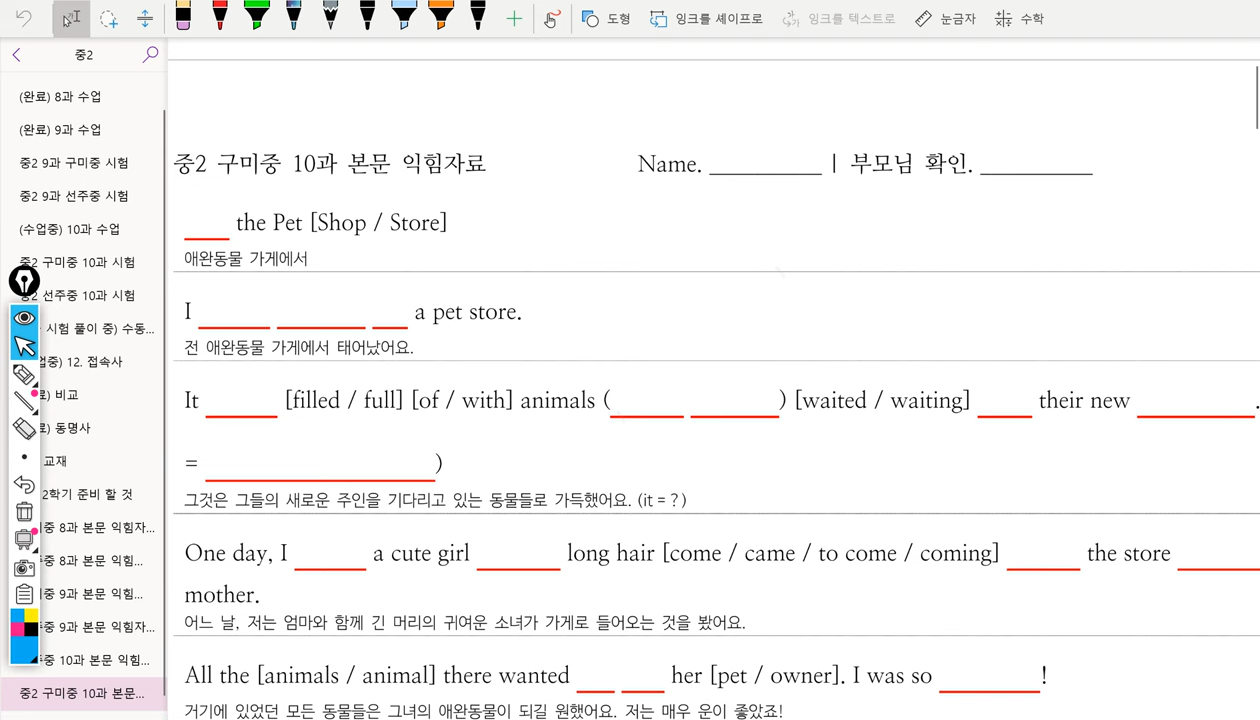 도형 잉크를 셰이프로 잉크를 텍스트로 눈금자 수학
중2
(완료) 8과 수업
(완료) 9과 수업
중2 9과 구미중 시험
중2 9과 선주중 시험
(수업중) 10과 수업
중2 구미중 10과 시험
중2 선주중 10과 시험
시험 풀이 중) 수동...
업중) 12. 접속사
료) 비교
료) 동명사
교재
2학기 준비 할 것
중 8과 본문 익힘자...
주중 8과 본문 익힘...
중 9과 본문 익힘...
주중 9과 본문 익힘자...
주중 10과 본문 익힘...
중2 구미중 10과 본문...
중2 구미중 10과 본문 익힘자료 Name. _________ | 부모님 확인. _________
____ the Pet [Shop / Store]
애완동물 가게에서
I ______ ______ ___ a pet store.
전 애완동물 가게에서 태어났어요.
It ______ [filled / full] [of / with] animals (______ ______) [waited / waiting] ____ their new ________.
= ________________)
그것은 그들의 새로운 주인을 기다리고 있는 동물들로 가득했어요. (it = ?)
One day, I ______ a cute girl ______ long hair [come / came / to come / coming] ______ the store ______
mother.
어느 날, 저는 엄마와 함께 긴 머리의 귀여운 소녀가 가게로 들어오는 것을 봤어요.
All the [animals / animal] there wanted ___ ___ her [pet / owner]. I was so ________!
거기에 있었던 모든 동물들은 그녀의 애완동물이 되길 원했어요. 저는 매우 운이 좋았죠!